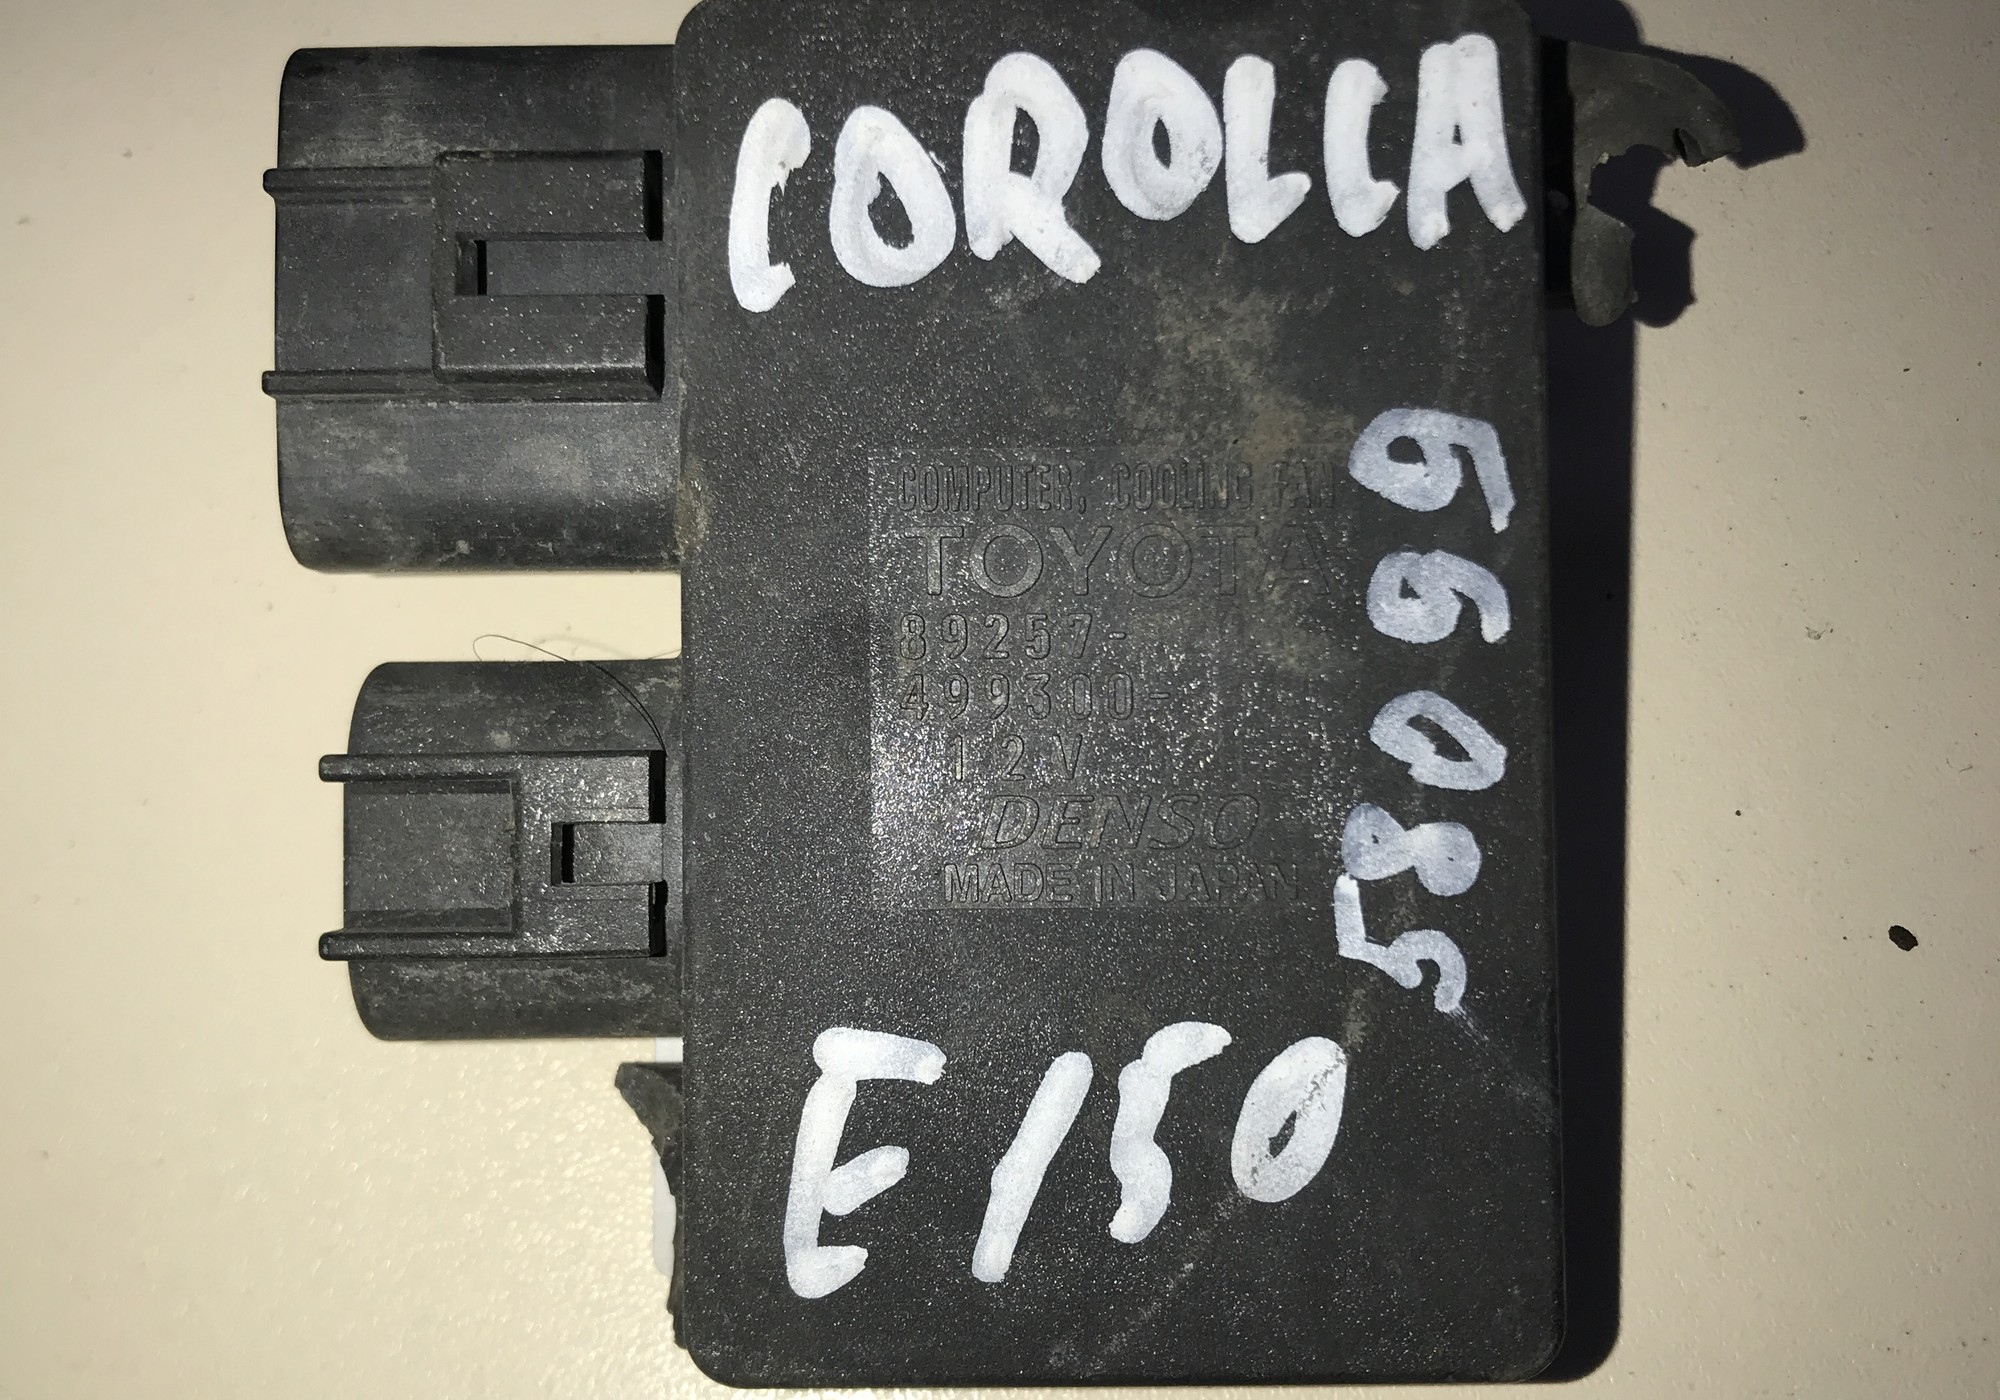 COROLLA
COMPUTER, COOLING FAN
TOYOTA
89257-
499300-
12V
DENSO
MADE IN JAPAN
58099
E150